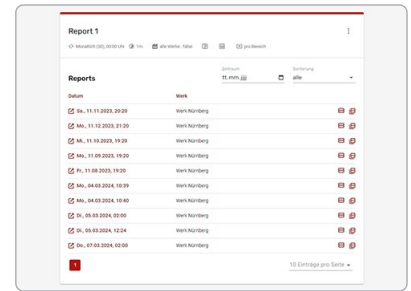 Report 1
Monatlich (30), 00:00 Uhr 1m alle Werke: false pro Bereich
Reports
Zeitraum
tt.mm.jjjj
Sortierung
alle
Datum Werk
Sa., 11.11.2023, 20:20 Werk Nürnberg
Mo., 11.12.2023, 21:20 Werk Nürnberg
Mi., 11.10.2023, 19:20 Werk Nürnberg
Mo., 11.09.2023, 19:20 Werk Nürnberg
Fr., 11.08.2023, 19:20 Werk Nürnberg
Mo., 04.03.2024, 10:39 Werk Nürnberg
Mo., 04.03.2024, 10:40 Werk Nürnberg
Di., 05.03.2024, 02:00 Werk Nürnberg
Di., 05.03.2024, 12:24 Werk Nürnberg
Do., 07.03.2024, 02:00 Werk Nürnberg
1
10 Einträge pro Seite